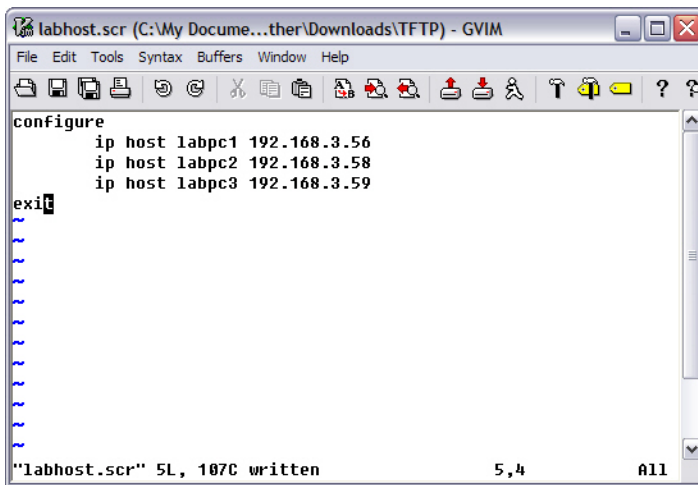 labhost.scr (C:\My Docume...ther\Downloads\TFTP) - GVIM
File Edit Tools Syntax Buffers Window Help
configure
        ip host labpc1 192.168.3.56
        ip host labpc2 192.168.3.58
        ip host labpc3 192.168.3.59
exit
~
~
~
~
~
~
~
~
~
~
~
~
"labhost.scr" 5L, 107C written 5,4 All